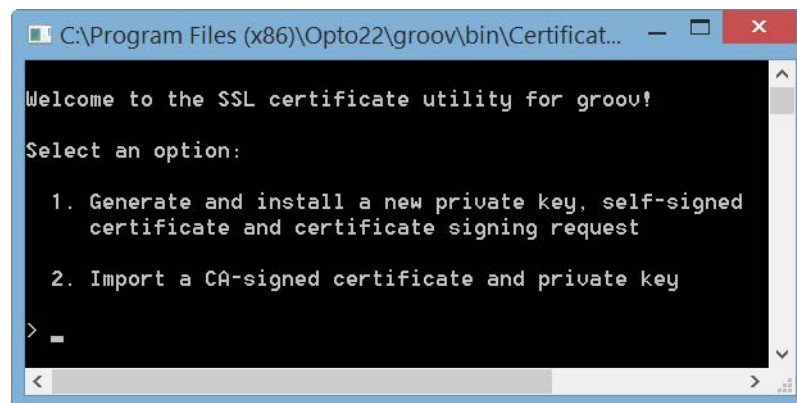 C:\Program Files (x86)\Opto22\groov\bin\Certificat...
Welcome to the SSL certificate utility for groov!
Select an option:
1. Generate and install a new private key, self-signed
certificate and certificate signing request
2. Import a CA-signed certificate and private key
> _